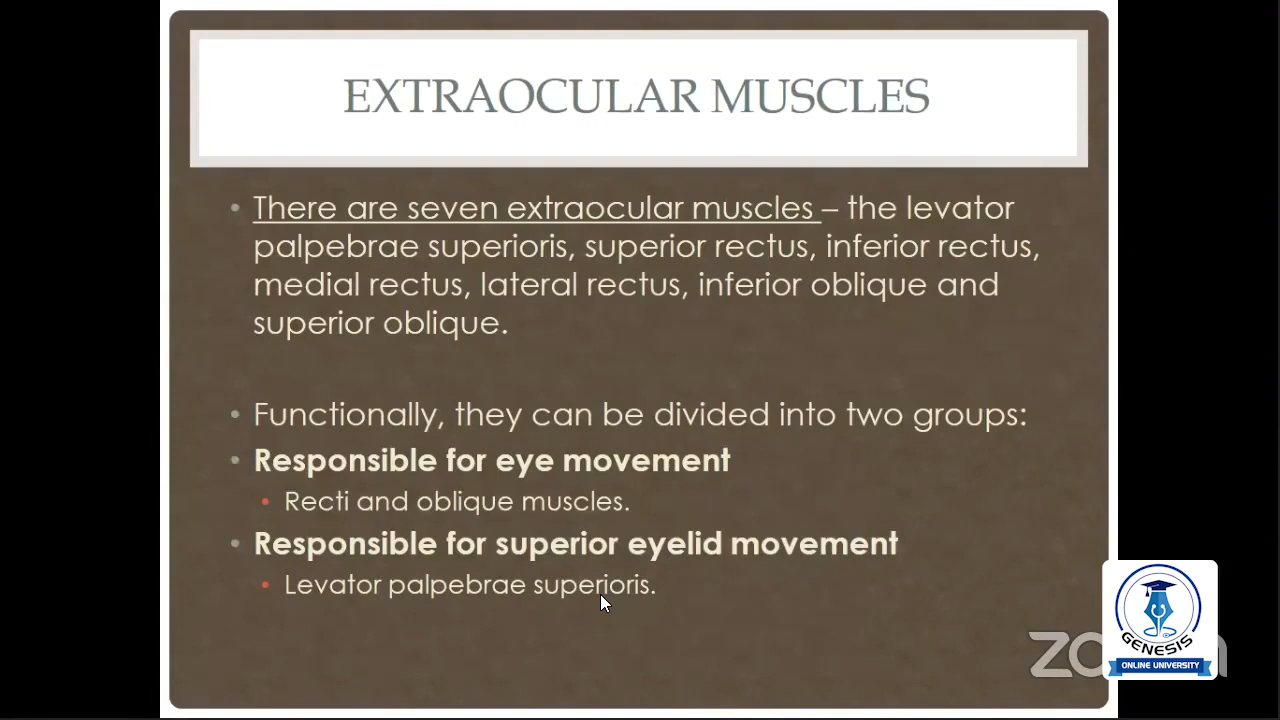 EXTRAOCULAR MUSCLES
• There are seven extraocular muscles – the levator
palpebrae superioris, superior rectus, inferior rectus,
medial rectus, lateral rectus, inferior oblique and
superior oblique.
• Functionally, they can be divided into two groups:
• Responsible for eye movement
• Recti and oblique muscles.
• Responsible for superior eyelid movement
• Levator palpebrae superioris.
GENESIS
ONLINE UNIVERSITY